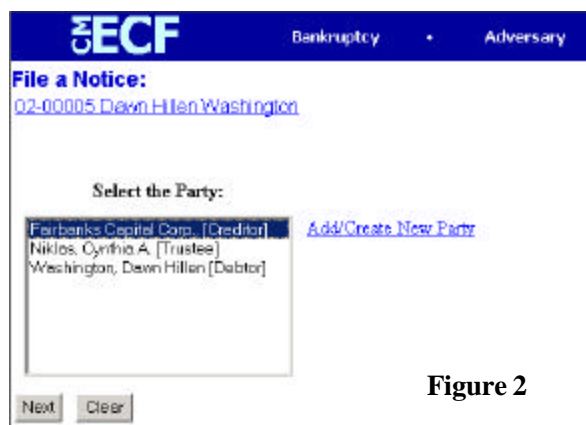 CM ECF Bankruptcy • Adversary
File a Notice:
02-00005 Dawn Hillen Washington
Select the Party:
Fairbanks Capital Corp. [Creditor] Add/Create New Party
Niklas, Cynthia A. [Trustee]
Washington, Dawn Hillen [Debtor]
Figure 2
Next Clear